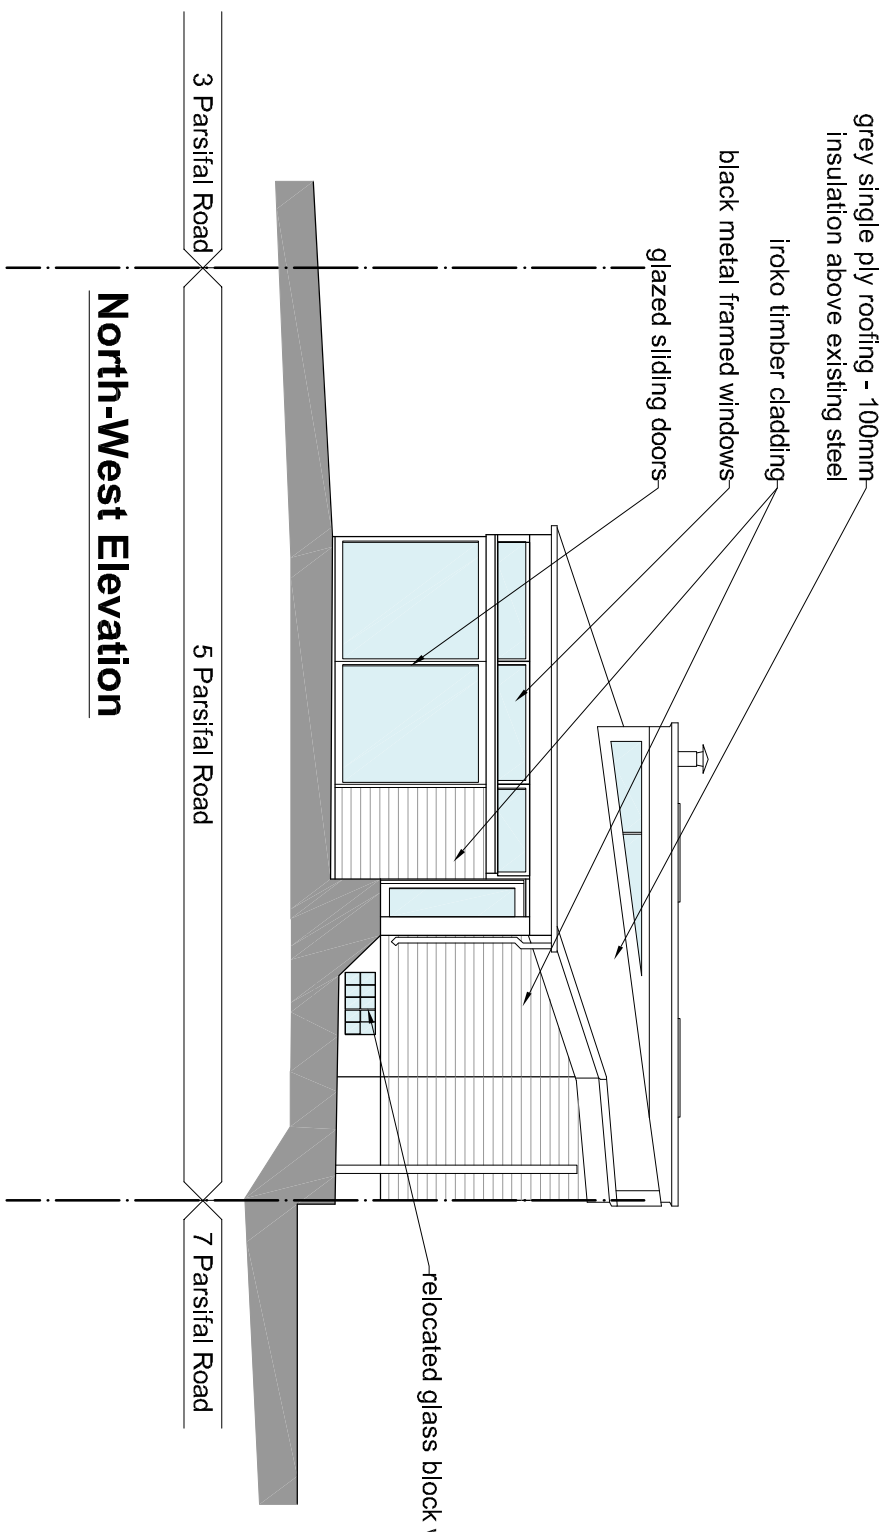 grey single ply roofing - 100mm
insulation above existing steel
iroko timber cladding
black metal framed windows
glazed sliding doors
relocated glass block
3 Parsifal Road
5 Parsifal Road
7 Parsifal Road
North-West Elevation